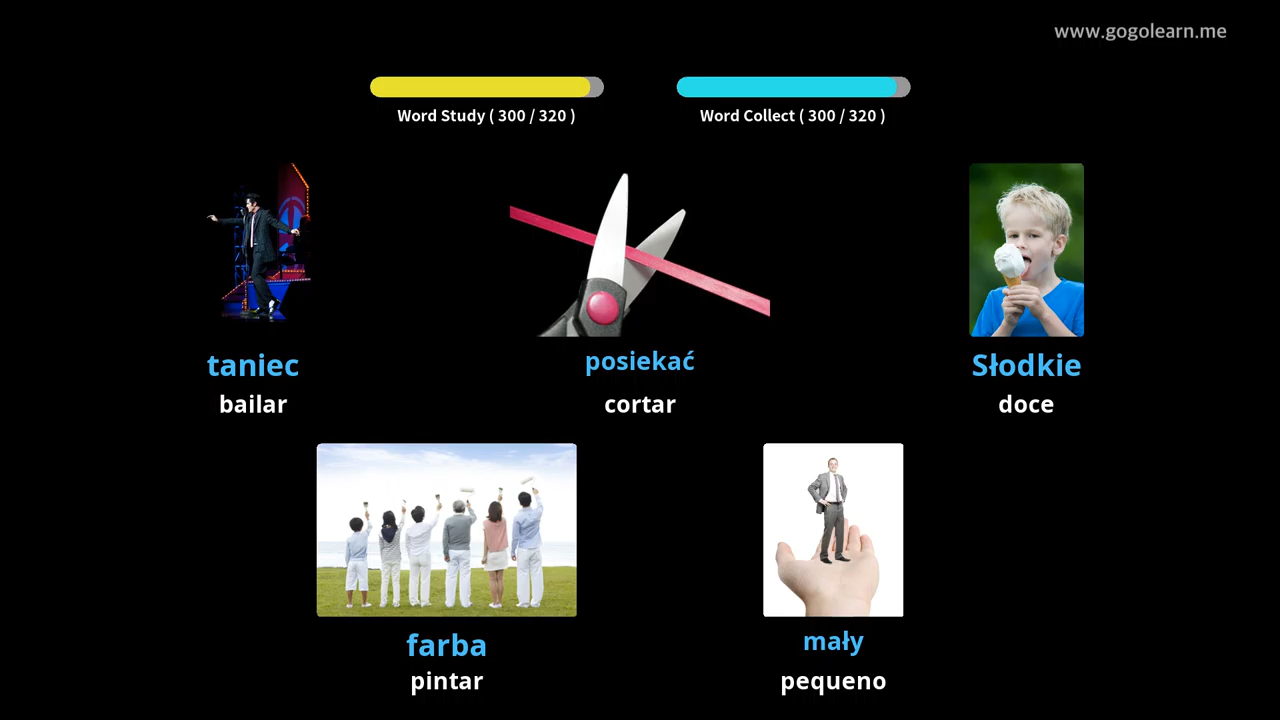 www.gogolearn.me
Word Study ( 300 / 320 )
Word Collect ( 300 / 320 )
taniec
bailar
posiekać
cortar
Słodkie
doce
farba
pintar
mały
pequeno